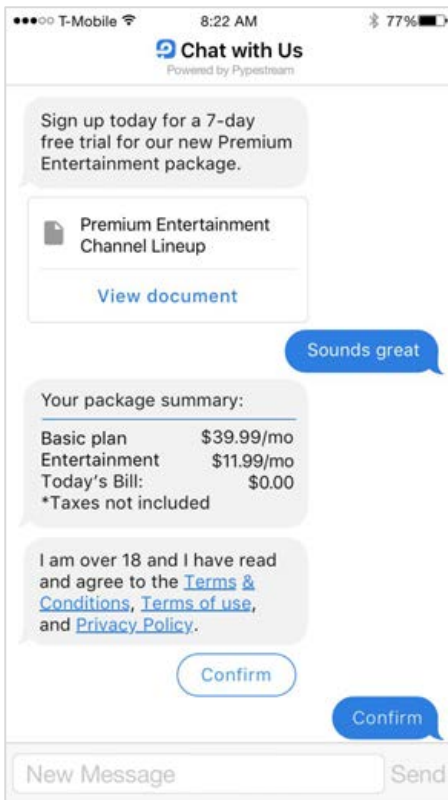 T-Mobile 8:22 AM 77%
Chat with Us
Powered by Pypestream
Sign up today for a 7-day
free trial for our new Premium
Entertainment package.
Premium Entertainment
Channel Lineup
View document
Sounds great
Your package summary:
Basic plan $39.99/mo
Entertainment $11.99/mo
Today's Bill: $0.00
*Taxes not included
I am over 18 and I have read
and agree to the Terms &
Conditions, Terms of use,
and Privacy Policy.
Confirm
Confirm
New Message Send